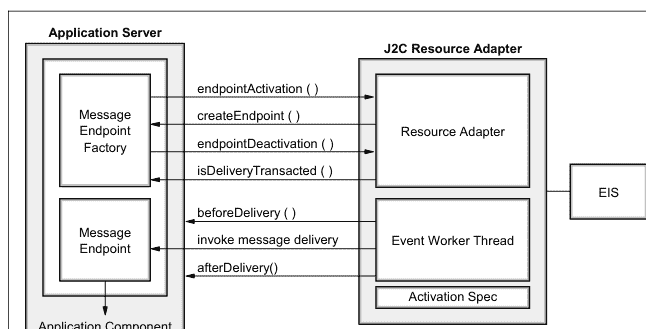 Application Server
J2C Resource Adapter
Message
Endpoint
Factory
endpointActivation ( )
createEndpoint ( )
endpointDeactivation ( )
isDeliveryTransacted ( )
Resource Adapter
EIS
Message
Endpoint
beforeDelivery ( )
invoke message delivery
afterDelivery()
Event Worker Thread
Activation Spec
Application Component